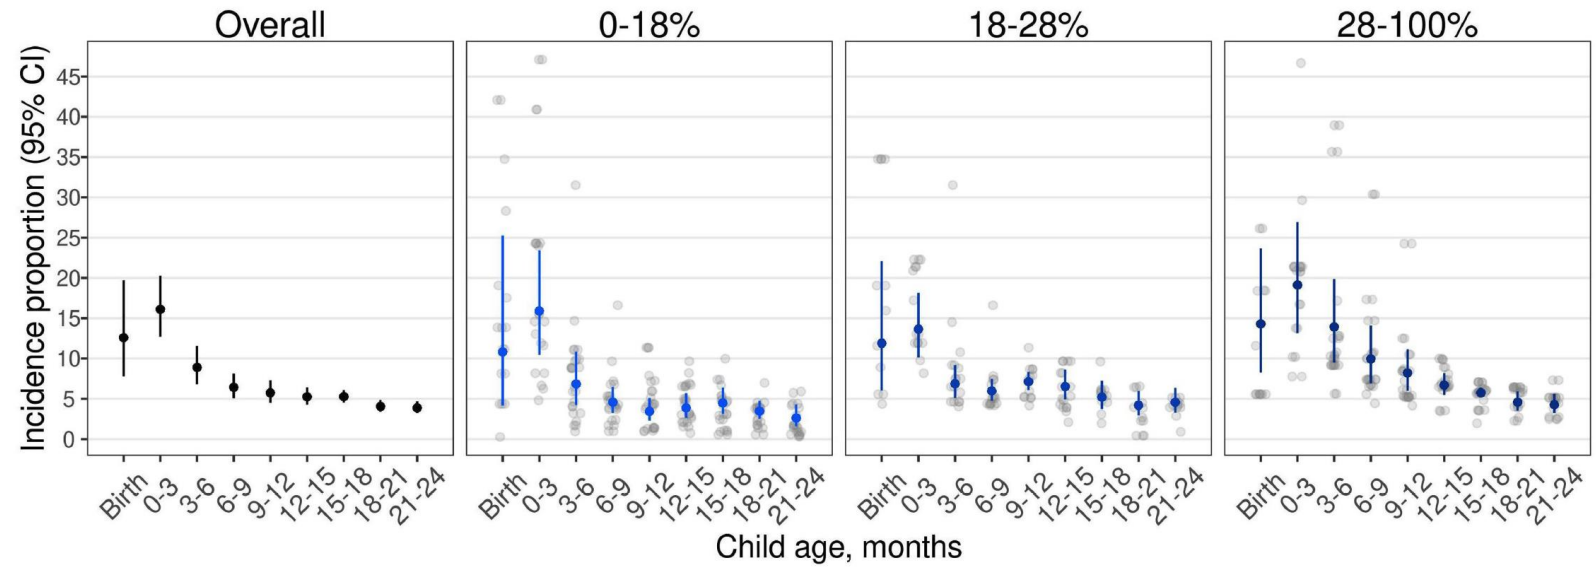 Overall 0-18% 18-28% 28-100%
Incidence proportion (95% CI)
45
40
35
30
25
20
15
10
5
0
Birth 0-3 3-6 6-9 9-12 12-15 15-18 18-21 21-24 Birth 0-3 3-6 6-9 9-12 12-15 15-18 18-21 21-24 Birth 0-3 3-6 6-9 9-12 12-15 15-18 18-21 21-24 Birth 0-3 3-6 6-9 9-12 12-15 15-18 18-21 21-24
Child age, months